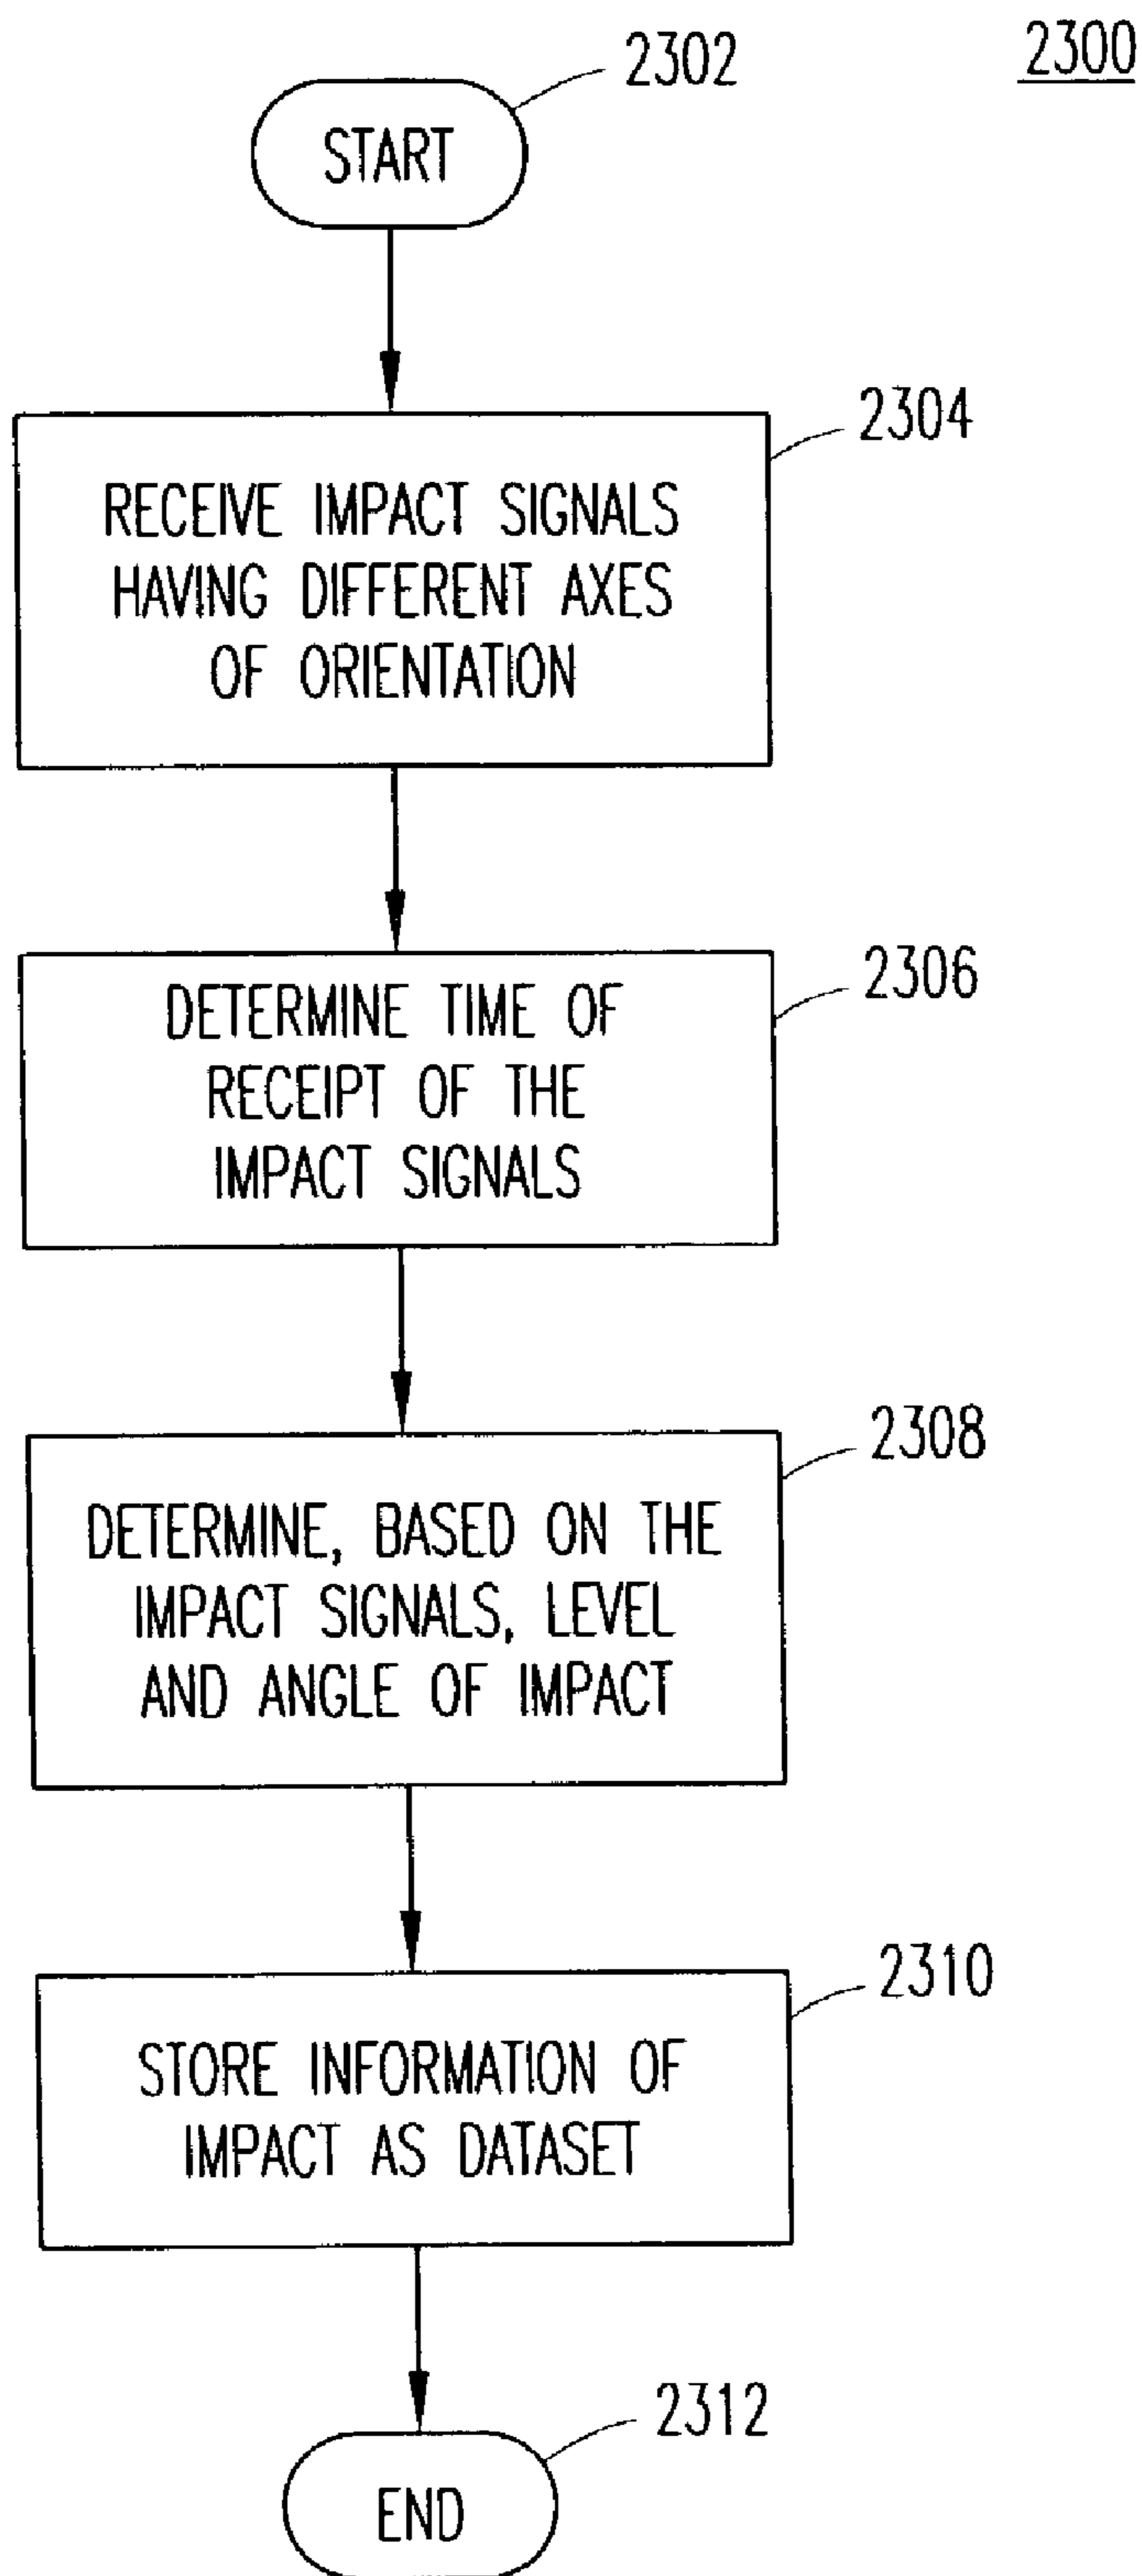 2300
2302
START
2304
RECEIVE IMPACT SIGNALS
HAVING DIFFERENT AXES
OF ORIENTATION
2306
DETERMINE TIME OF
RECEIPT OF THE
IMPACT SIGNALS
2308
DETERMINE, BASED ON THE
IMPACT SIGNALS, LEVEL
AND ANGLE OF IMPACT
2310
STORE INFORMATION OF
IMPACT AS DATASET
2312
END